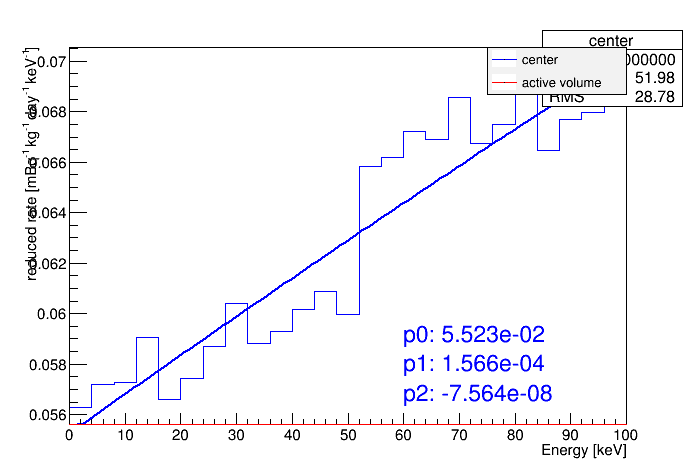 center
000000
51.98
RMS 28.78
center
active volume
reduced rate [mBq⁻¹ kg⁻¹ day⁻¹ keV⁻¹]
0.07
0.068
0.066
0.064
0.062
0.06
0.058
0.056
p0: 5.523e-02
p1: 1.566e-04
p2: -7.564e-08
0 10 20 30 40 50 60 70 80 90 100
Energy [keV]